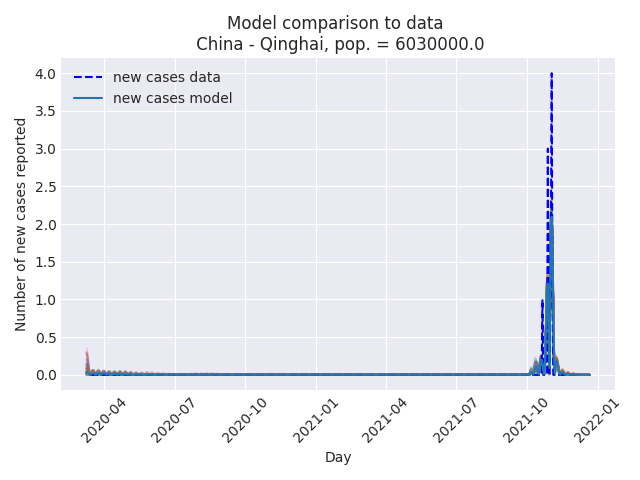 Model comparison to data
China - Qinghai, pop. = 6030000.0
new cases data
new cases model
Number of new cases reported
4.0
3.5
3.0
2.5
2.0
1.5
1.0
0.5
0.0
2020-04
2020-07
2020-10
2021-01
2021-04
2021-07
2021-10
2022-01
Day